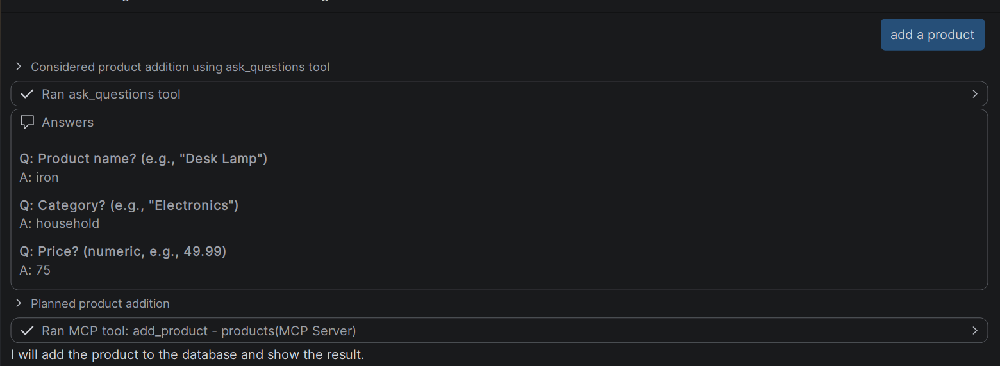 add a product
Considered product addition using ask_questions tool
Ran ask_questions tool
Answers
Q: Product name? (e.g., "Desk Lamp")
A: iron
Q: Category? (e.g., "Electronics")
A: household
Q: Price? (numeric, e.g., 49.99)
A: 75
Planned product addition
Ran MCP tool: add_product - products(MCP Server)
I will add the product to the database and show the result.